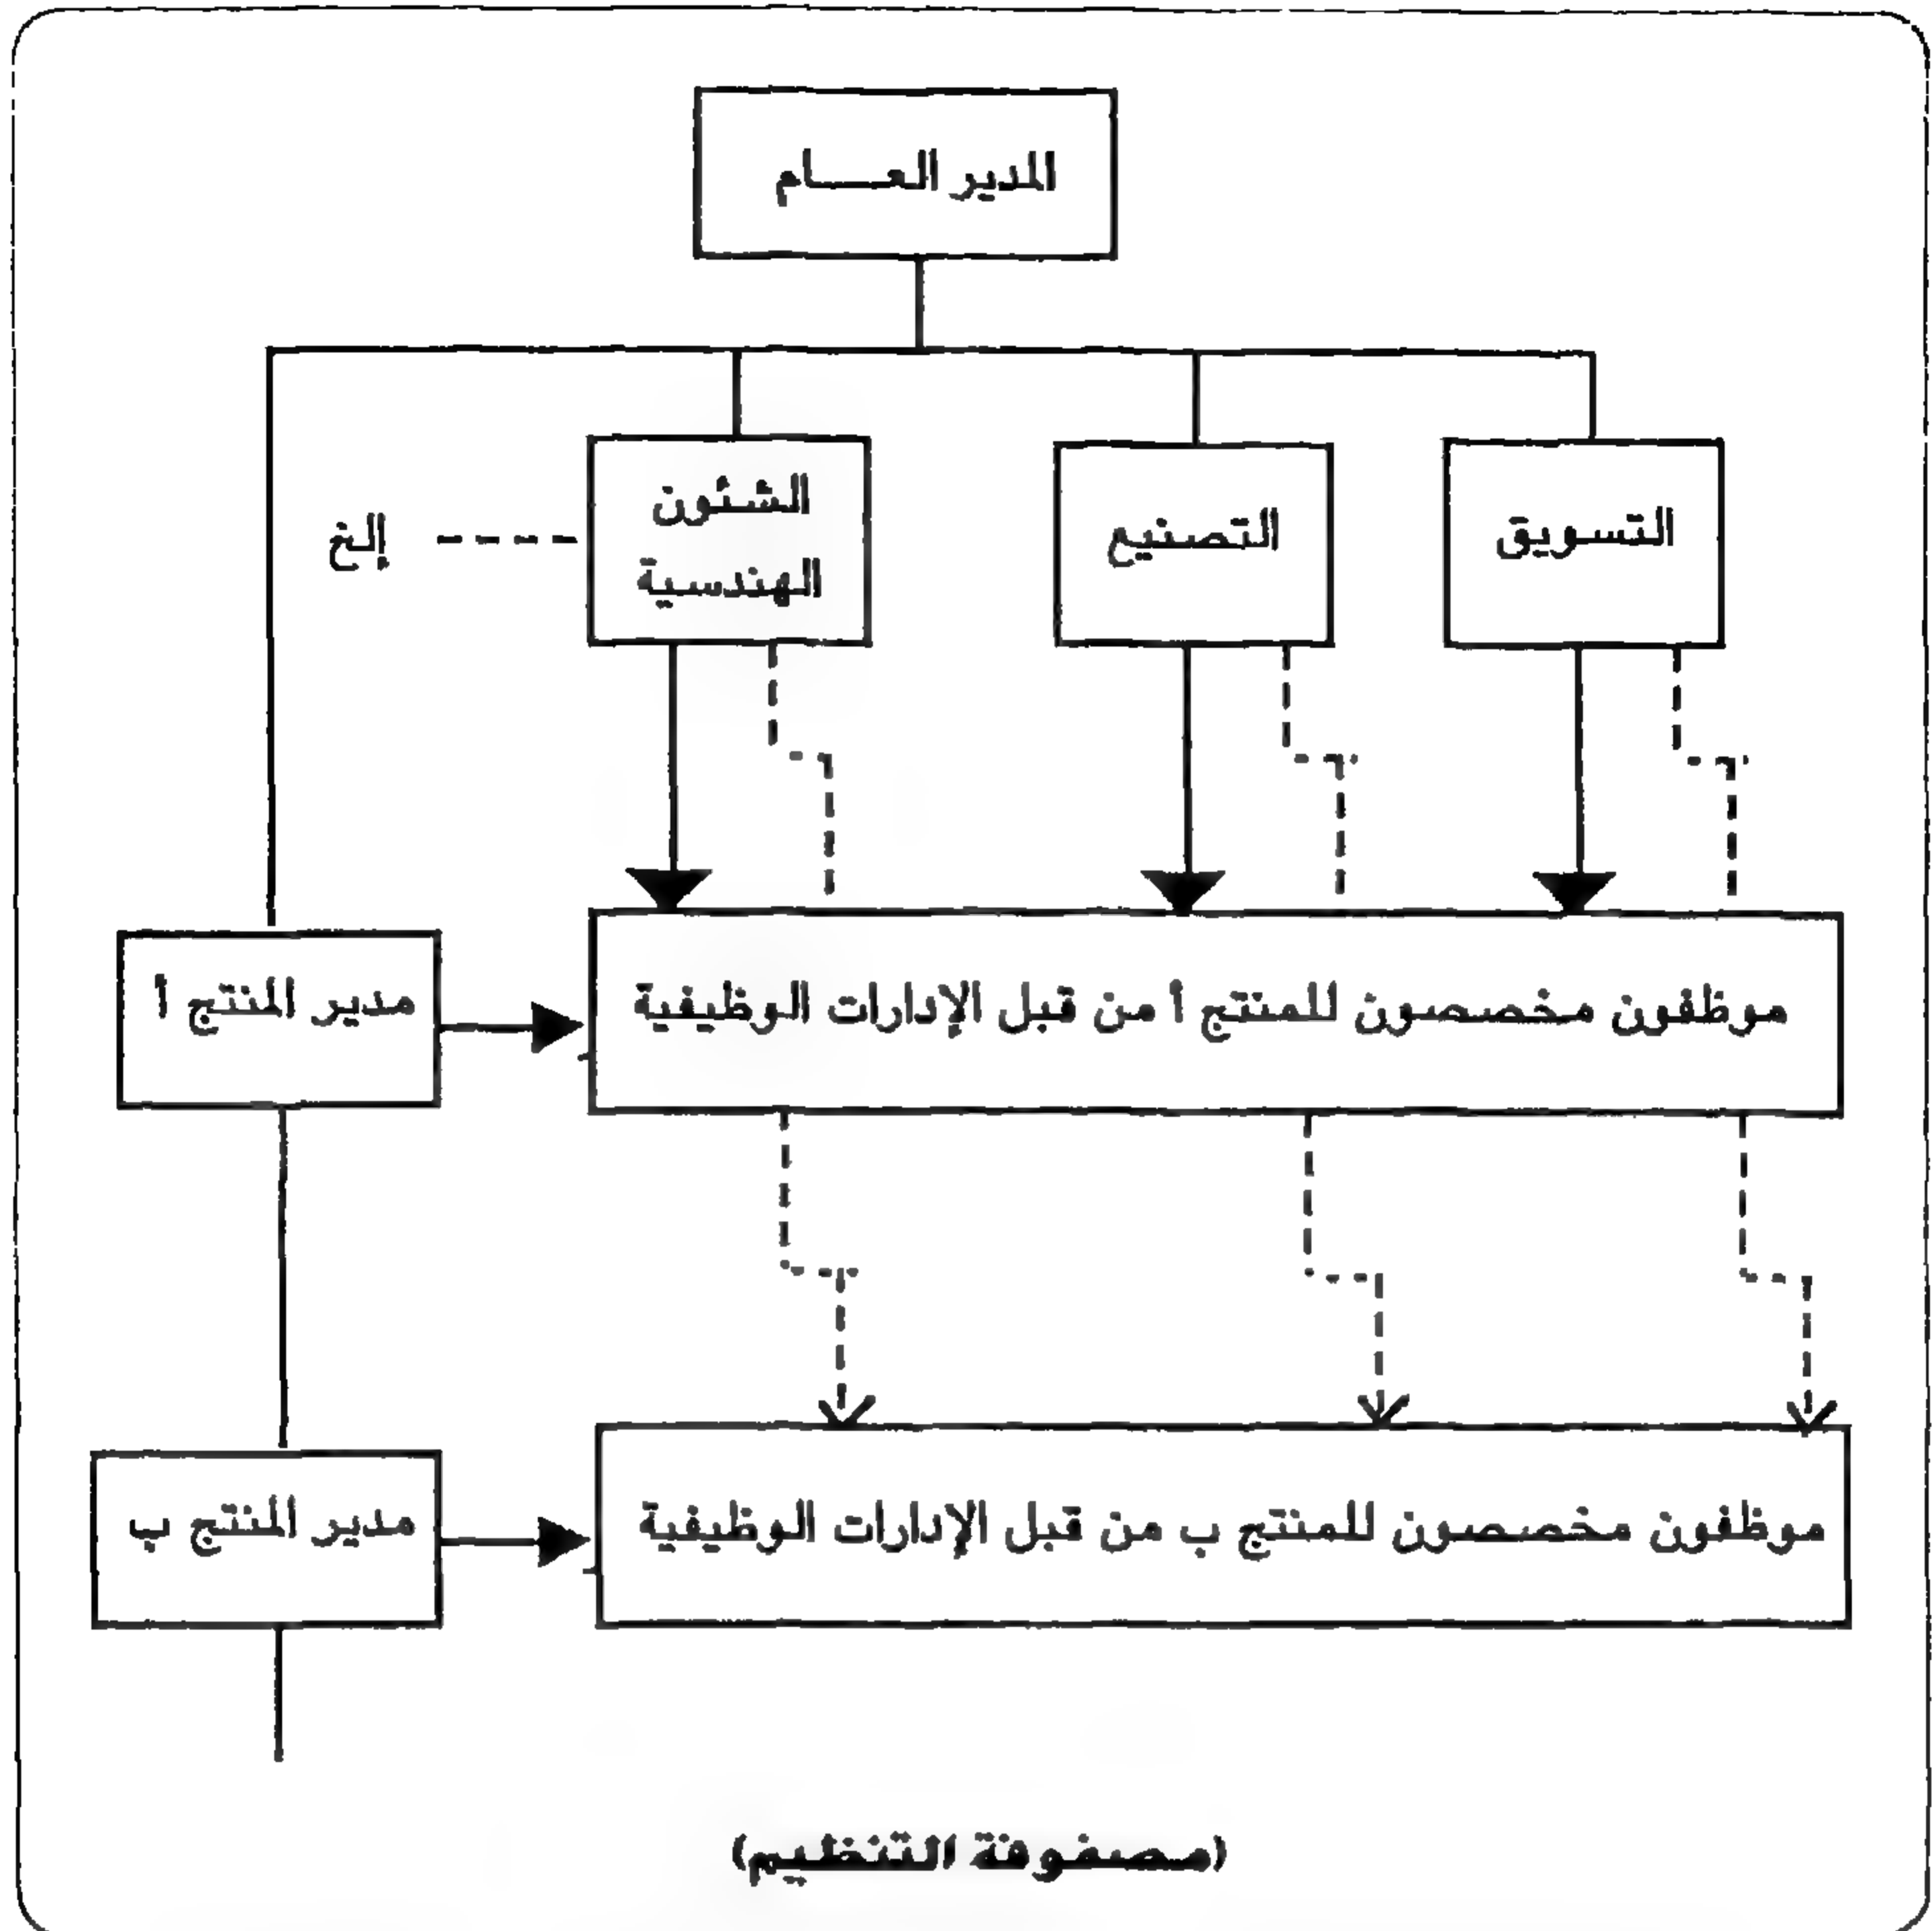 المدير العـــام
التسويق
التصنيع
الشئون
الهندسية
إلخ
موظفون مخصصون للمنتج أ من قبل الإدارات الوظيفية
مدير المنتج أ
موظفون مخصصون للمنتج ب من قبل الإدارات الوظيفية
مدير المنتج ب
(مصفوفة التنظيم)